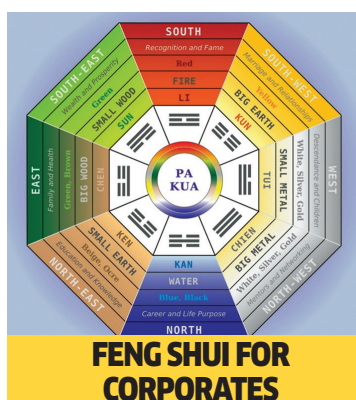 SOUTH
Recognition and Fame
Red
FIRE
LI
SOUTH-WEST
Marriage and Relationships
Yellow
BIG EARTH
KUN
WEST
Descendance and Children
White, Silver, Gold
SMALL METAL
TUI
NORTH-WEST
Mentors and Networking
White, Silver, Gold
BIG METAL
CHIEN
KAN
WATER
Blue, Black
Career and Life Purpose
NORTH
KEN
SMALL EARTH
Beige, Ocre
Education and Knowledge
NORTH-EAST
EAST
Family and Health
Green, Brown
BIG WOOD
CHEN
SOUTH-EAST
Wealth and Prosperity
Green
SMALL WOOD
SUN
PA
KUA
FENG SHUI FOR
CORPORATES